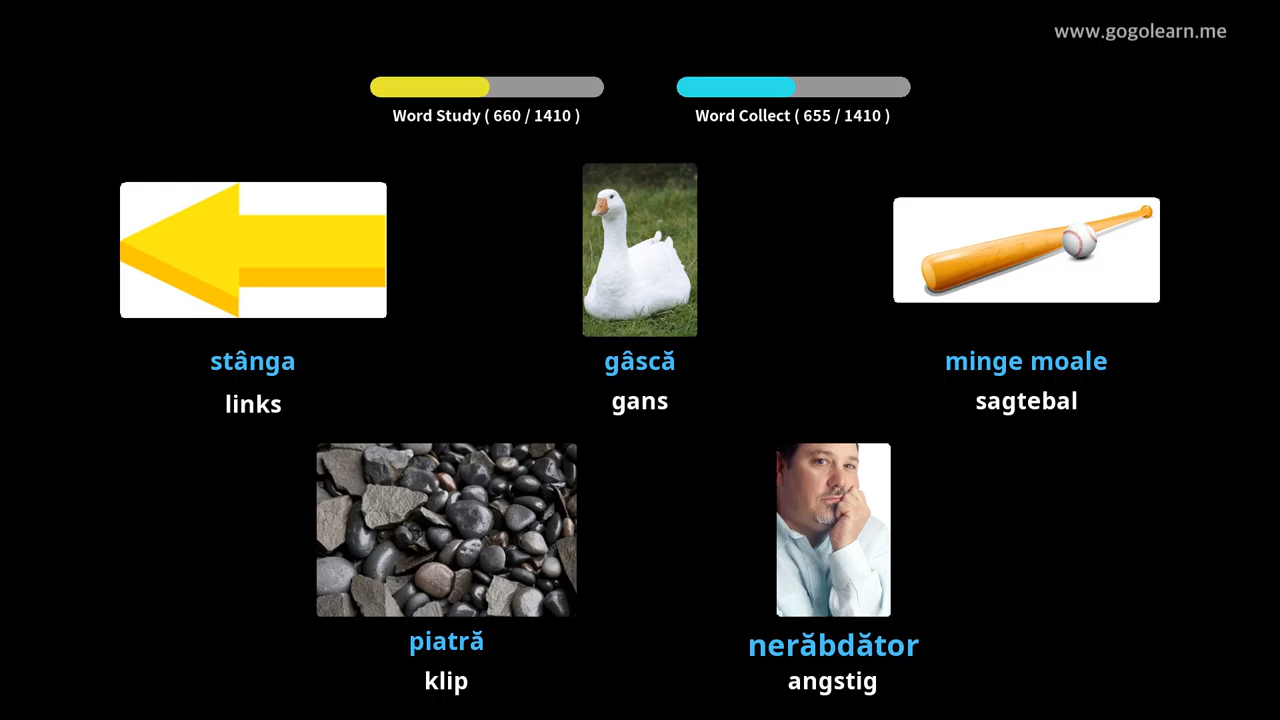 www.gogolearn.me
Word Study ( 660 / 1410 )
Word Collect ( 655 / 1410 )
stânga
gâscă
minge moale
links
gans
sagtebal
piatră
nerăbdător
klip
angstig